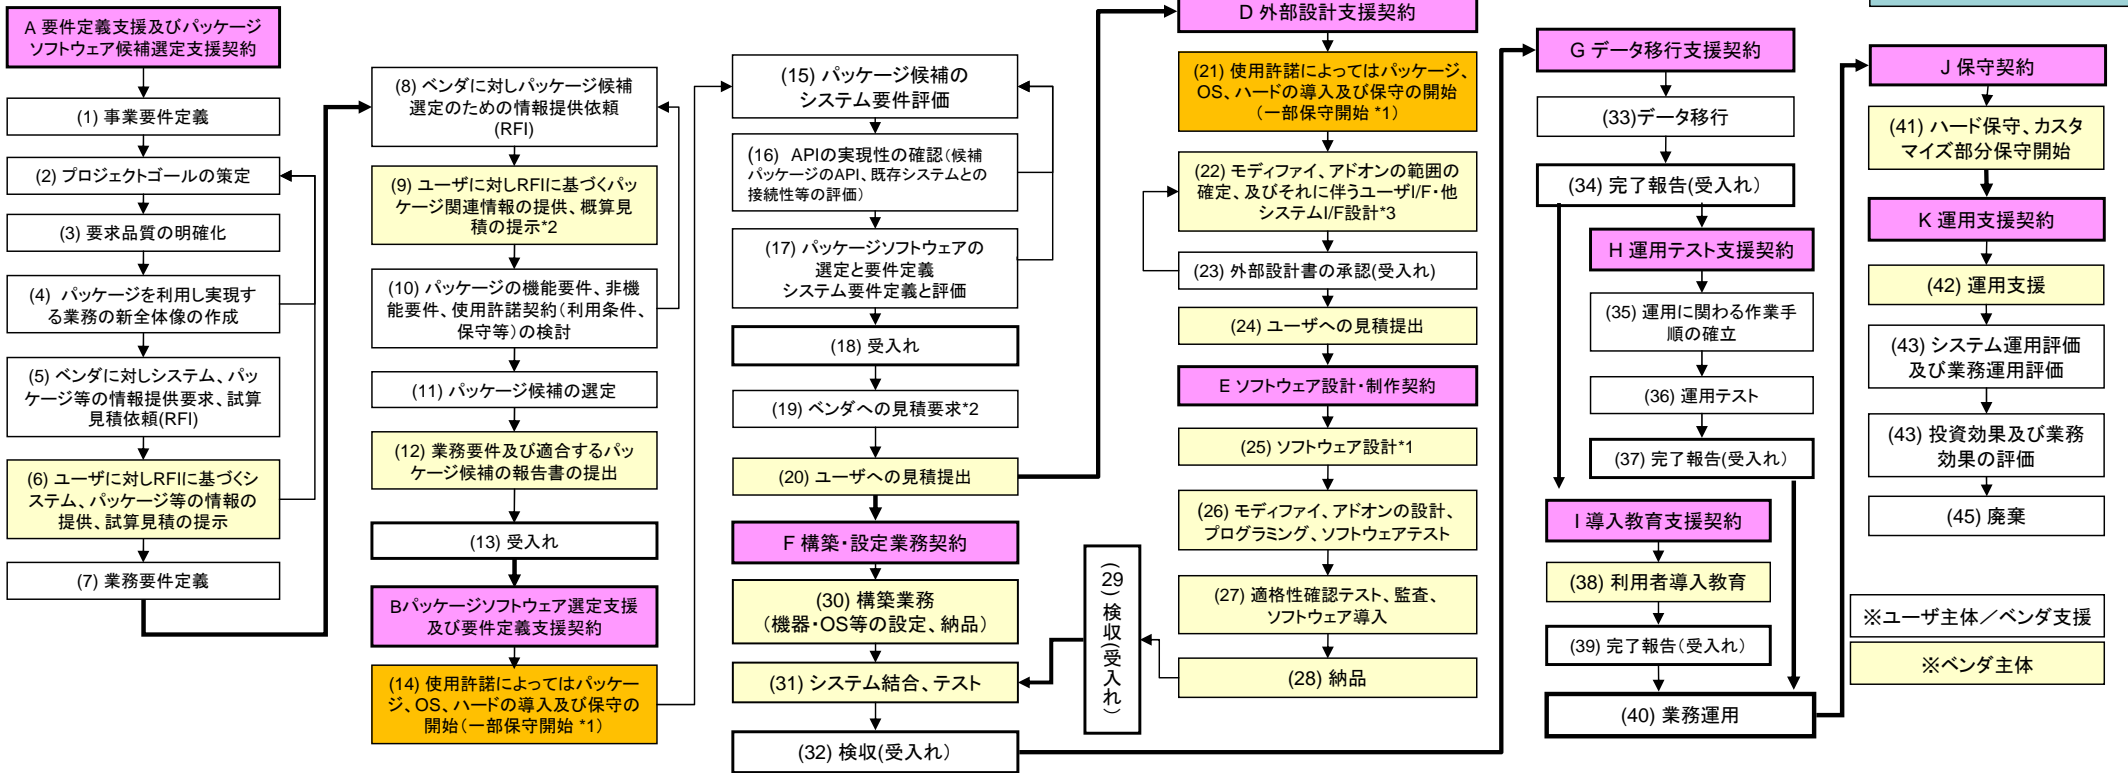 A 要件定義支援及びパッケージ
ソフトウェア候補選定支援契約
(1) 事業要件定義
(2) プロジェクトゴールの策定
(3) 要求品質の明確化
(4) パッケージを利用し実現す
る業務の新全体像の作成
(5) ベンダに対しシステム、パッ
ケージ等の情報提供要求、試算
見積依頼(RFI)
(6) ユーザに対しRFIに基づくシ
ステム、パッケージ等の情報の
提供、試算見積の提示
(7) 業務要件定義
(8) ベンダに対しパッケージ候補
選定のための情報提供依頼
(RFI)
(9) ユーザに対しRFIに基づくパッ
ケージ関連情報の提供、概算見
積の提示*2
(10) パッケージの機能要件、非機
能要件、使用許諾契約(利用条件、
保守等)の検討
(11) パッケージ候補の選定
(12) 業務要件及び適合するパッ
ケージ候補の報告書の提出
(13) 受入れ
Bパッケージソフトウェア選定支援
及び要件定義支援契約
(14) 使用許諾によってはパッケー
ジ、OS、ハードの導入及び保守の
開始(一部保守開始 *1)
(15) パッケージ候補の
システム要件評価
(16) APIの実現性の確認(候補
パッケージのAPI、既存システムとの
接続性等の評価)
(17) パッケージソフトウェアの
選定と要件定義
システム要件定義と評価
(18) 受入れ
(19) ベンダへの見積要求*2
(20) ユーザへの見積提出
F 構築・設定業務契約
(30) 構築業務
(機器・OS等の設定、納品)
(31) システム結合、テスト
(32) 検収(受入れ)
(29) 検収(受入れ)
D 外部設計支援契約
(21) 使用許諾によってはパッケージ、
OS、ハードの導入及び保守の開始
(一部保守開始 *1)
(22) モディファイ、アドオンの範囲の
確定、及びそれに伴うユーザI/F・他
システムI/F設計*3
(23) 外部設計書の承認(受入れ)
(24) ユーザへの見積提出
E ソフトウェア設計・制作契約
(25) ソフトウェア設計*1
(26) モディファイ、アドオンの設計、
プログラミング、ソフトウェアテスト
(27) 適格性確認テスト、監査、
ソフトウェア導入
(28) 納品
G データ移行支援契約
(33)データ移行
(34) 完了報告(受入れ)
H 運用テスト支援契約
(35) 運用に関わる作業手
順の確立
(36) 運用テスト
(37) 完了報告(受入れ)
I 導入教育支援契約
(38) 利用者導入教育
(39) 完了報告(受入れ)
(40) 業務運用
J 保守契約
(41) ハード保守、カスタ
マイズ部分保守開始
K 運用支援契約
(42) 運用支援
(43) システム運用評価
及び業務運用評価
(43) 投資効果及び業務
効果の評価
(45) 廃棄
※ユーザ主体/ベンダ支援
※ベンダ主体